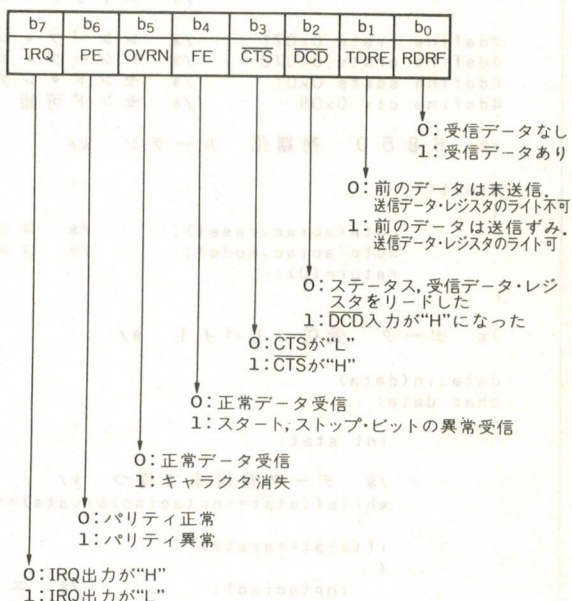 b7 b6 b5 b4 b3 b2 b1 b0
IRQ PE OVRN FE CTS DCD TDRE RDRF
0:受信データなし
1:受信データあり
0:前のデータは未送信.
送信データ・レジスタのライト不可
1:前のデータは送信ずみ.
送信データ・レジスタのライト可
0:ステータス,受信データ・レジ
スタをリードした
1:DCD入力が“H”になった
0:CTSが“L”
1:CTSが“H”
0:正常データ受信
1:スタート,ストップ・ビットの異常受信
0:正常データ受信
1:キャラクタ消失
0:パリティ正常
1:パリティ異常
0:IRQ出力が“H”
1:IRQ出力が“L”